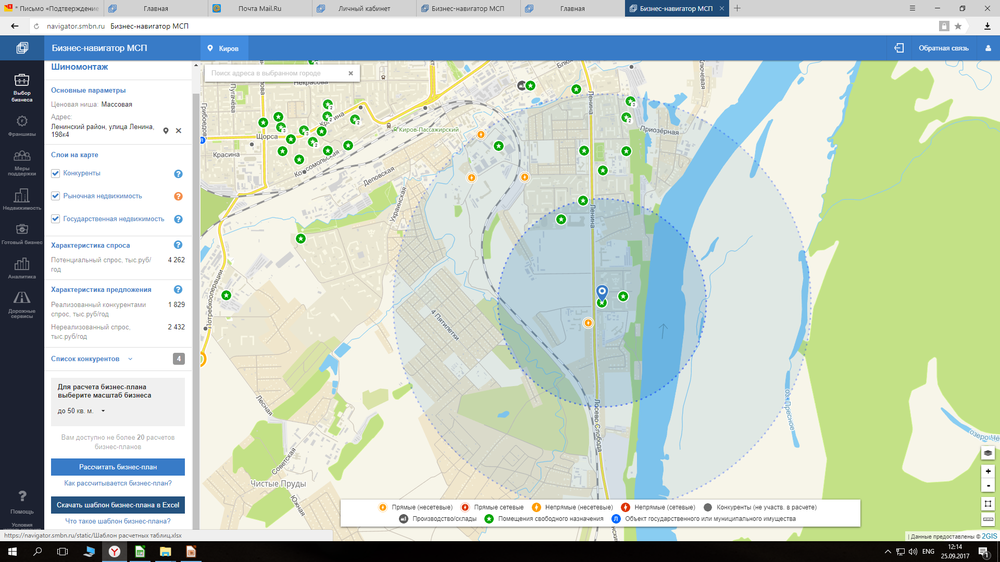 * Письмо «Подтверждение
Главная
Почта Mail.Ru
Личный кабинет
Бизнес-навигатор МСП
Главная
Бизнес-навигатор МСП
navigator.smbn.ru Бизнес-навигатор МСП
Бизнес-навигатор МСП
Киров
Обратная связь
Выбор
бизнеса
Франшизы
Меры
поддержки
Недвижимость
Готовый бизнес
Аналитика
Дорожные
сервисы
Помощь
Условия
Шиномонтаж
Основные параметры
Ценовая ниша: Массовая
Адрес:
Ленинский район, улица Ленина,
198к4
Слои на карте
Конкуренты
Рыночная недвижимость
Государственная недвижимость
Характеристика спроса
Потенциальный спрос, тыс.руб/
год
4 262
Характеристика предложения
Реализованный конкурентами
спрос, тыс.руб/год
1 829
Нереализованный спрос,
тыс.руб/год
2 432
Список конкурентов
4
Для расчета бизнес-плана
выберите масштаб бизнеса
до 50 кв. м.
Вам доступно не более 20 расчетов
бизнес-планов
Рассчитать бизнес-план
Как рассчитывается бизнес-план?
Скачать шаблон бизнес-плана в Excel
Что такое шаблон бизнес-плана?
https://navigator.smbn.ru/static/Шаблон расчетных таблиц.xlsx
Поиск адреса в выбранном городе
Некрасова
Пугачёва
Грибоедова
Щорса
Красина
Комсомольская
Деповская
Украинская
Киров-Пассажирский
Ленина
Приозёрная
Ленина
4 Пятилетки
Потребкооперации
Лесная
Советская
Чистые Пруды
Южная
Лосево Слобода
оз. Пресное
озеро Чё
Прямые (несетевые)
Прямые сетевые
Непрямые (несетевые)
Непрямые (сетевые)
Конкуренты (не участв. в расчете)
Производство/склады
Помещения свободного назначения
Объект государственного или муниципального имущества
| Данные предоставлены © 2GIS
ENG
12:14
25.09.2017